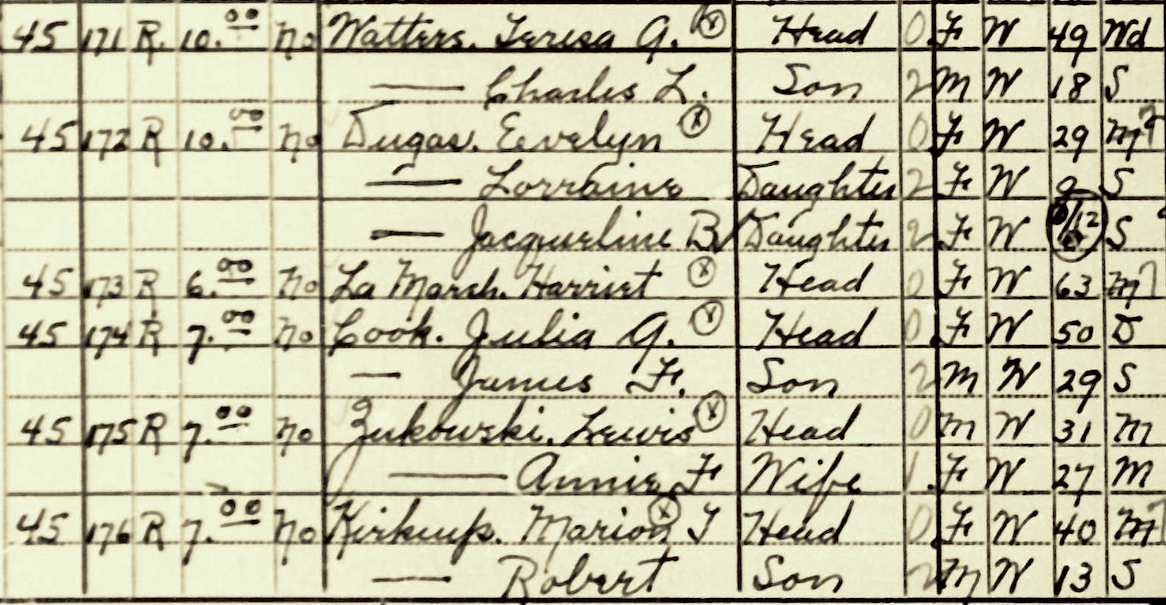 45 171 R 10.00 No Watters. Teresa G. (X) Head 0 F W 49 Wd
— Charles L. Son 2 M W 18 S
45 172 R 10.00 No Dugas. Eevelyn (X) Head 0 F W 29 M7
— Lorraine Daughter 2 F W 9 S
— Jacqueline B Daughter 2 F W /12 S
45 173 R 6.00 No La Marsh. Harriet (X) Head 0 F W 63 M7
45 174 R 7.00 No Cook. Julia G. (X) Head 0 F W 50 D
— James F. Son 2 M W 29 S
45 175 R 7.00 No Zukowski. Lewis (X) Head 0 M W 31 M
— Annie F Wife 1 F W 27 M
45 176 R 7.00 No Kirkup. Marion T (X) Head 0 F W 40 M7
— Robert Son 2 M W 13 S